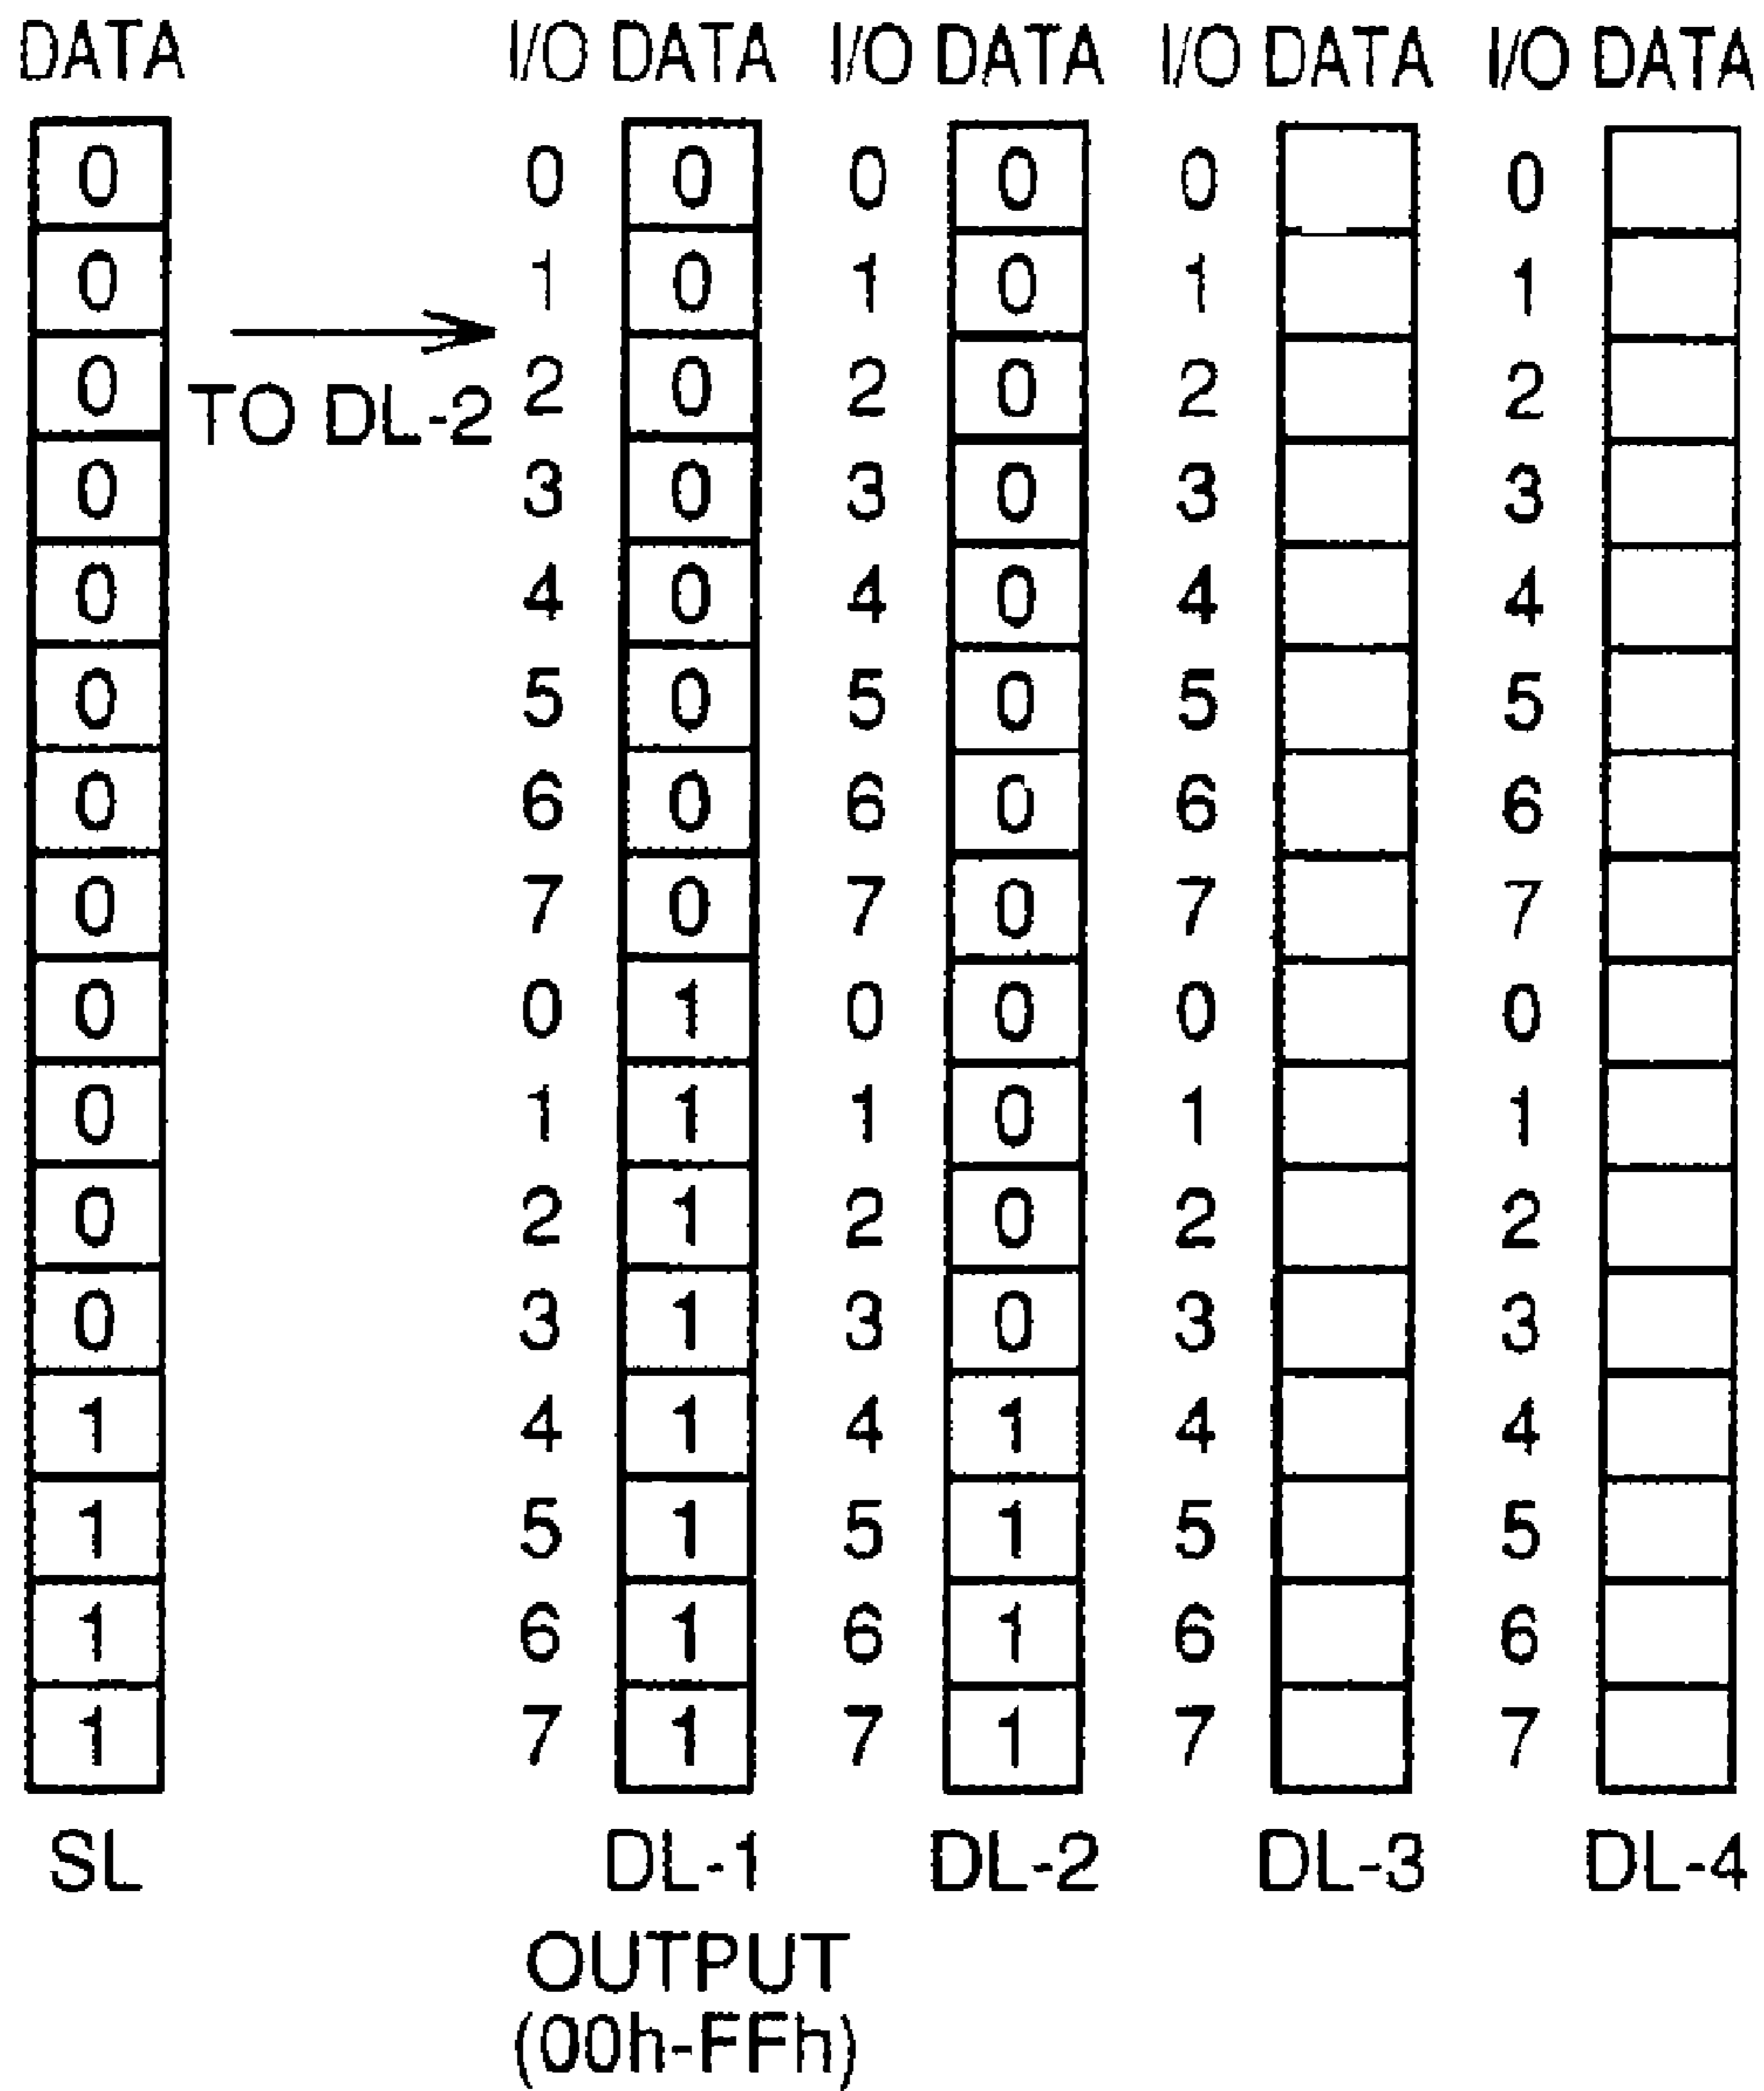 DATA I/O DATA I/O DATA I/O DATA I/O DATA
0 0 0 0 0 0 0
0 1 0 1 0 1 1
TO DL-2
0 2 0 2 0 2 2
0 3 0 3 0 3 3
0 4 0 4 0 4 4
0 5 0 5 0 5 5
0 6 0 6 0 6 6
0 7 0 7 0 7 7
0 0 1 0 0 0 0
0 1 1 1 0 1 1
0 2 1 2 0 2 2
0 3 1 3 0 3 3
1 4 1 4 1 4 4
1 5 1 5 1 5 5
1 6 1 6 1 6 6
1 7 1 7 1 7 7
SL DL-1 DL-2 DL-3 DL-4
OUTPUT
(00h-FFh)